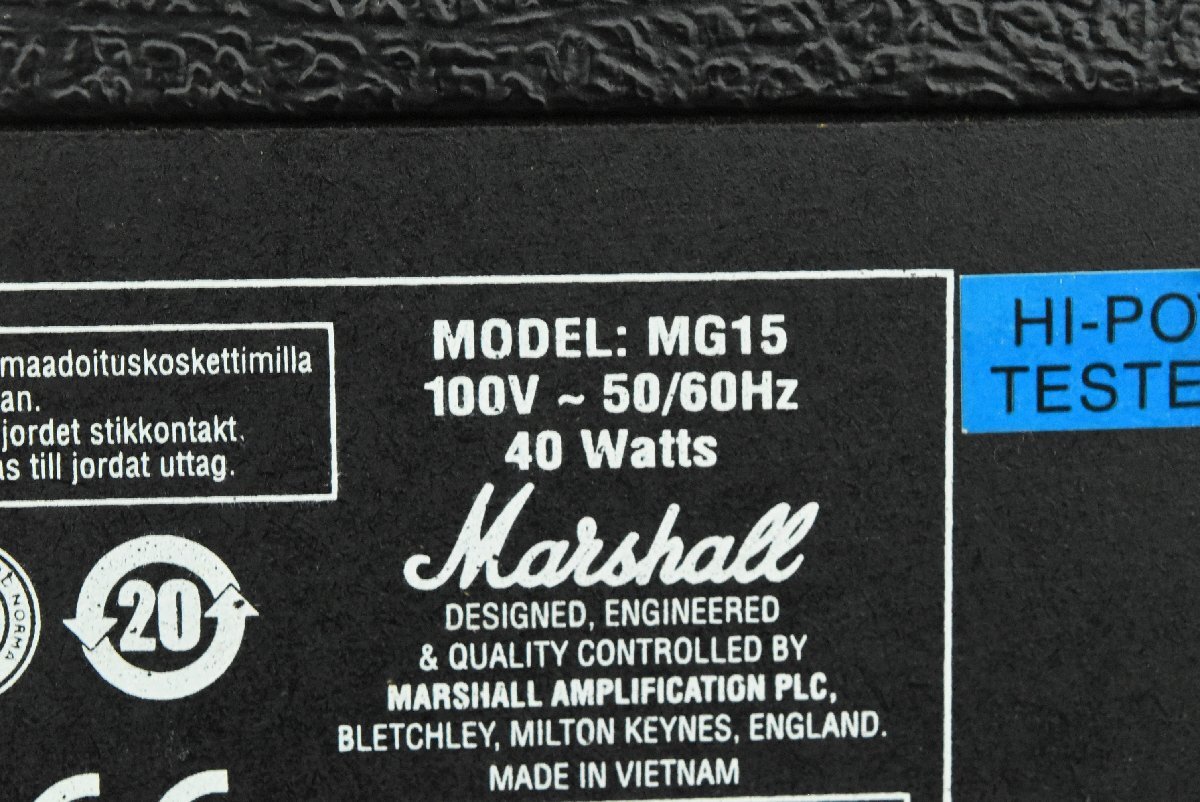 maadoituskoskettimilla
an.
jordet stikkontakt.
till jordat uttag.
MODEL: MG15
100V ~ 50/60Hz
40 Watts
Marshall
DESIGNED, ENGINEERED
& QUALITY CONTROLLED BY
MARSHALL AMPLIFICATION PLC,
BLETCHLEY, MILTON KEYNES, ENGLAND.
MADE IN VIETNAM
20
NORMA
HI-PO
TESTE